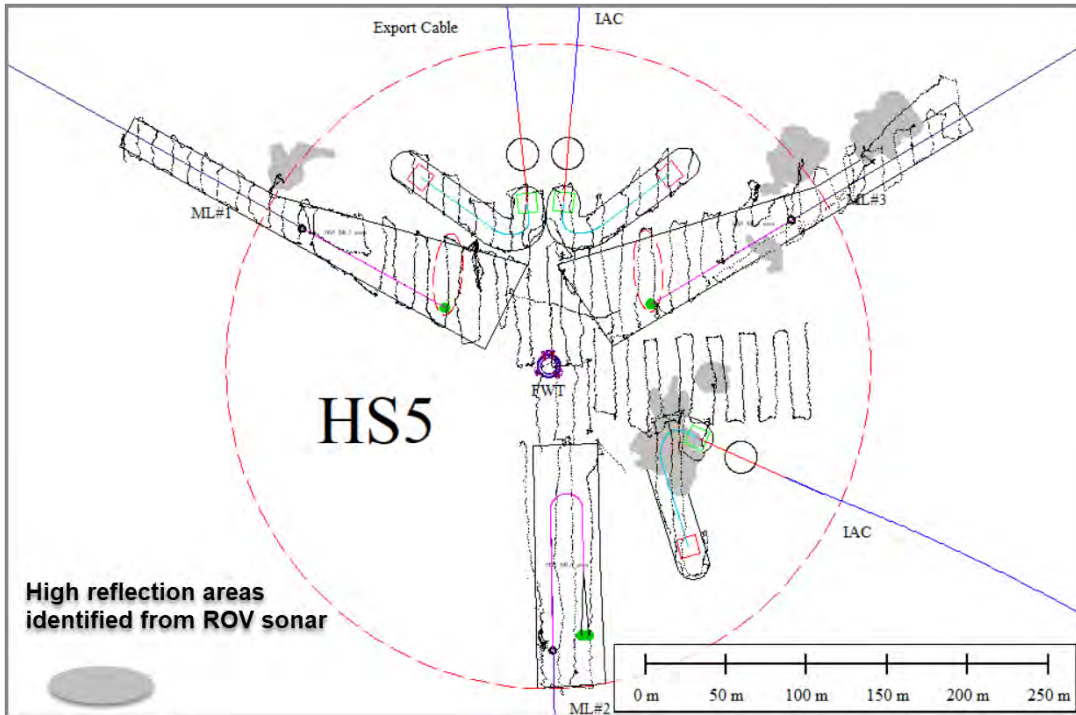 Export Cable
IAC
ML#1
ML#3
FWT
HS5
IAC
High reflection areas
identified from ROV sonar
0 m
50 m
100 m
150 m
200 m
250 m
ML#2